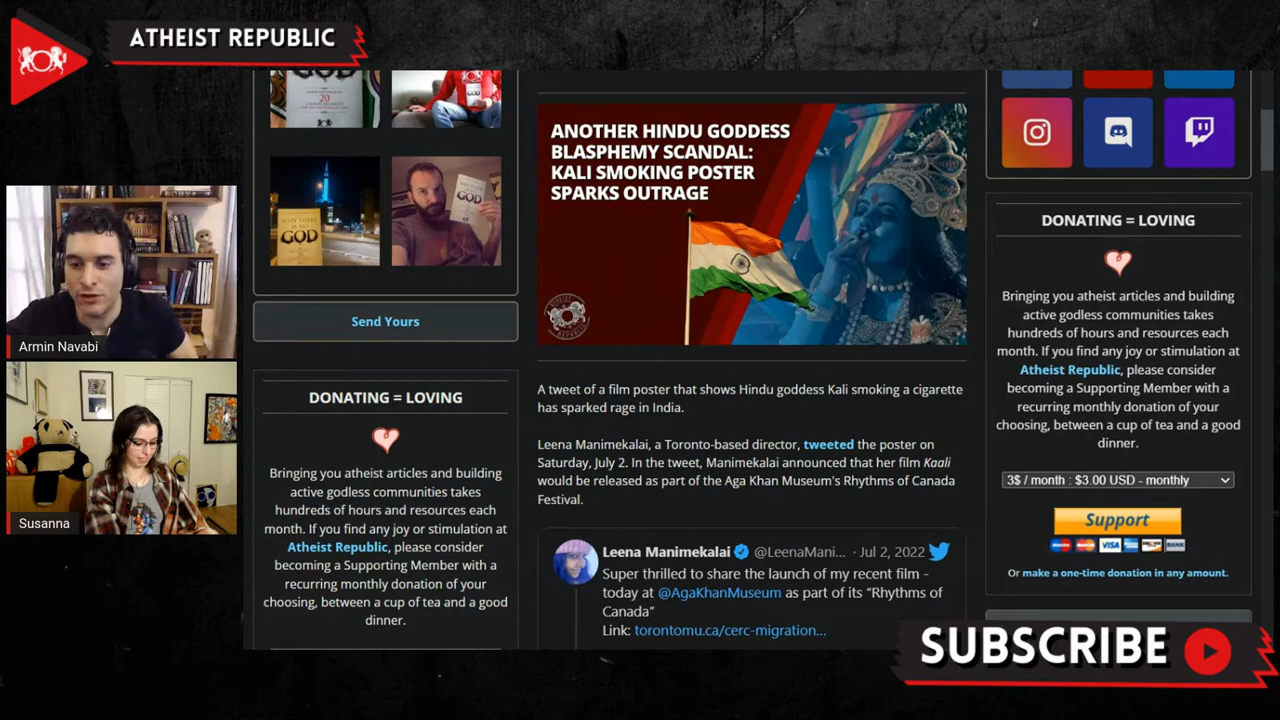 ATHEIST REPUBLIC
GOD
20
Send Yours
WHY THERE
IS NO
GOD
GOD
DONATING = LOVING
Bringing you atheist articles and building
active godless communities takes
hundreds of hours and resources each
month. If you find any joy or stimulation at
Atheist Republic, please consider
becoming a Supporting Member with a
recurring monthly donation of your
choosing, between a cup of tea and a good
dinner.
ANOTHER HINDU GODDESS
BLASPHEMY SCANDAL:
KALI SMOKING POSTER
SPARKS OUTRAGE
A tweet of a film poster that shows Hindu goddess Kali smoking a cigarette
has sparked rage in India.
Leena Manimekalai, a Toronto-based director, tweeted the poster on
Saturday, July 2. In the tweet, Manimekalai announced that her film Kaali
would be released as part of the Aga Khan Museum's Rhythms of Canada
Festival.
Leena Manimekalai @LeenaMani... · Jul 2, 2022
Super thrilled to share the launch of my recent film -
today at @AgaKhanMuseum as part of its "Rhythms of
Canada"
Link: torontomu.ca/cerc-migration...
DONATING = LOVING
Bringing you atheist articles and building
active godless communities takes
hundreds of hours and resources each
month. If you find any joy or stimulation at
Atheist Republic, please consider
becoming a Supporting Member with a
recurring monthly donation of your
choosing, between a cup of tea and a good
dinner.
3$ / month : $3.00 USD - monthly
Support
VISA
BANK
Or make a one-time donation in any amount.
Armin Navabi
Susanna
SUBSCRIBE